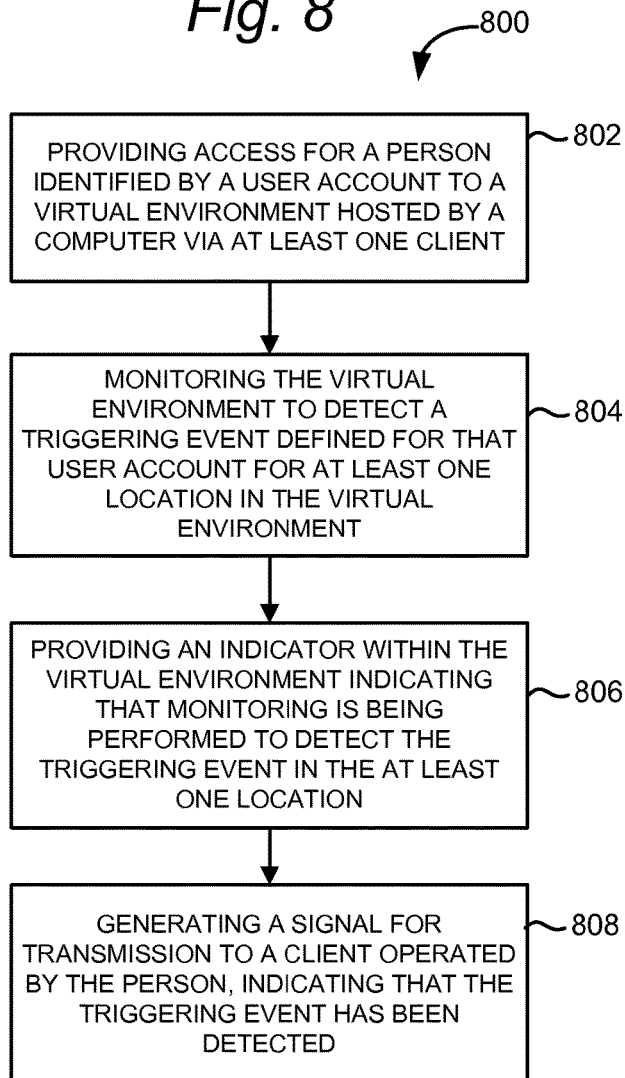 Fig. 8
800
PROVIDING ACCESS FOR A PERSON
IDENTIFIED BY A USER ACCOUNT TO A
VIRTUAL ENVIRONMENT HOSTED BY A
COMPUTER VIA AT LEAST ONE CLIENT
802
MONITORING THE VIRTUAL
ENVIRONMENT TO DETECT A
TRIGGERING EVENT DEFINED FOR THAT
USER ACCOUNT FOR AT LEAST ONE
LOCATION IN THE VIRTUAL
ENVIRONMENT
804
PROVIDING AN INDICATOR WITHIN THE
VIRTUAL ENVIRONMENT INDICATING
THAT MONITORING IS BEING
PERFORMED TO DETECT THE
TRIGGERING EVENT IN THE AT LEAST
ONE LOCATION
806
GENERATING A SIGNAL FOR
TRANSMISSION TO A CLIENT OPERATED
BY THE PERSON, INDICATING THAT THE
TRIGGERING EVENT HAS BEEN
DETECTED
808